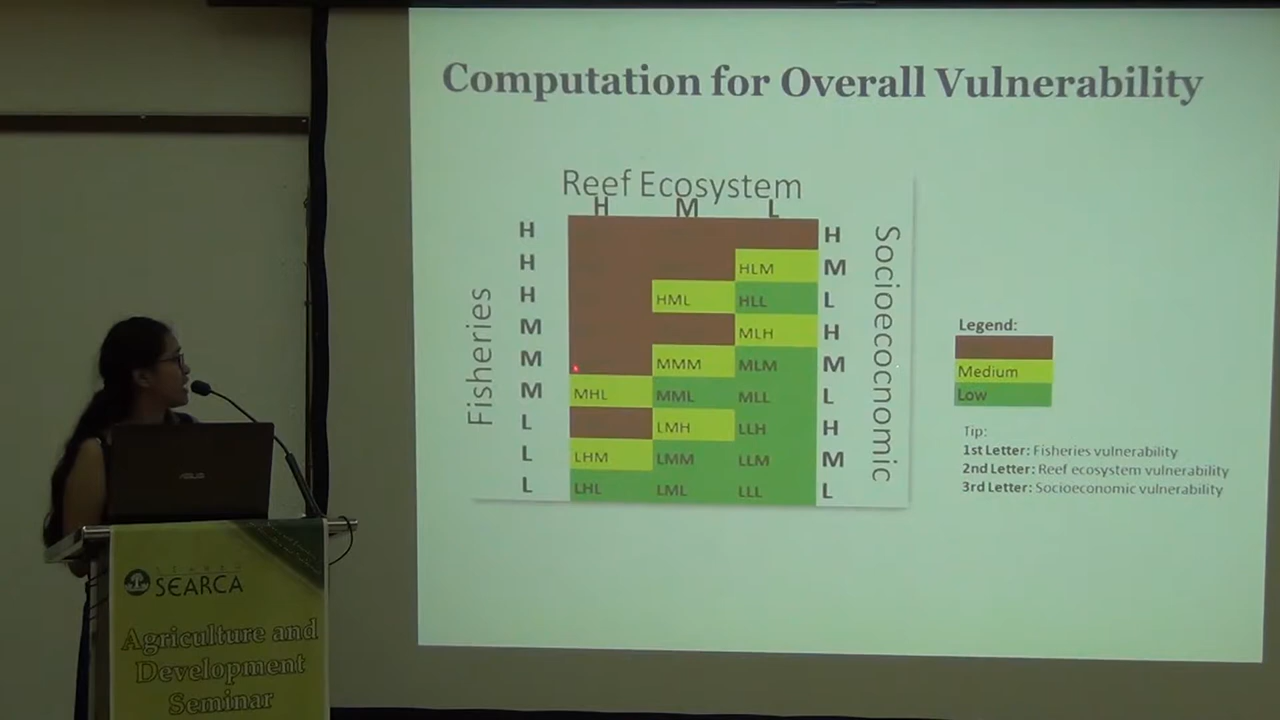 Computation for Overall Vulnerability
Reef Ecosystem
H M L
Fisheries
Socioecocnomic
H H
H HLM M
H HML HLL L
M MLH H
M MMM MLM M
M MHL MML MLL L
L LMH LLH H
L LHM LMM LLM M
L LHL LML LLL L
Legend:
Medium
Low
Tip:
1st Letter: Fisheries vulnerability
2nd Letter: Reef ecosystem vulnerability
3rd Letter: Socioeconomic vulnerability
ASUS
SEARCA
Agriculture and
Development
Seminar